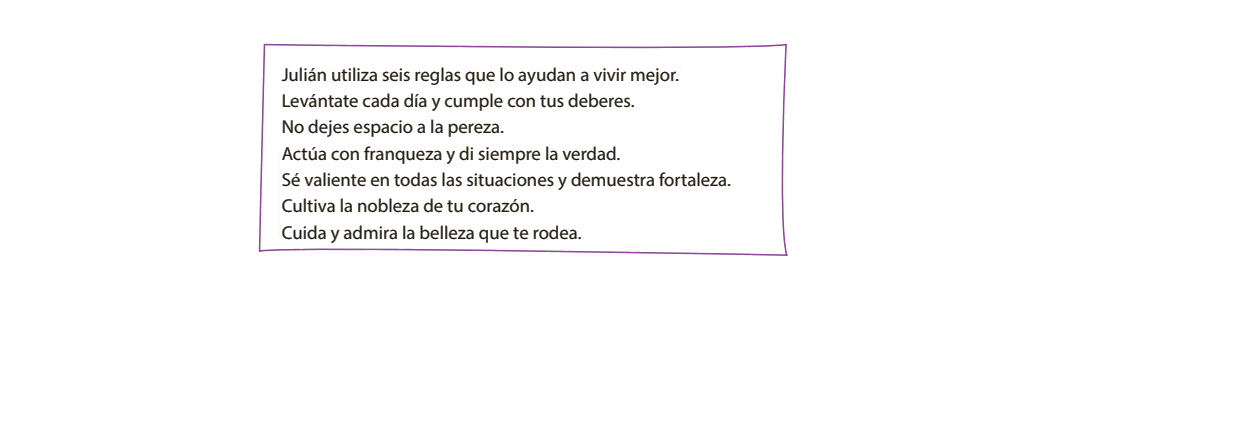 Julián utiliza seis reglas que lo ayudan a vivir mejor.
Levántate cada día y cumple con tus deberes.
No dejes espacio a la pereza.
Actúa con franqueza y di siempre la verdad.
Sé valiente en todas las situaciones y demuestra fortaleza.
Cultiva la nobleza de tu corazón.
Cuida y admira la belleza que te rodea.